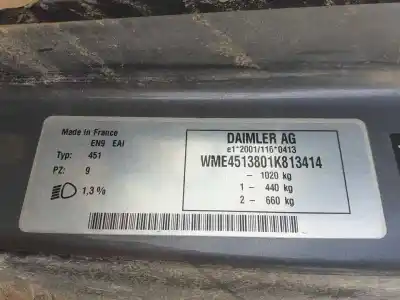 Made in France
EN9 EAI
Typ: 451
PZ: 9
1,3%
DAIMLER AG
e1*2001/116*0413
WME4513801K813414
- 1020 kg
1 - 440 kg
2 - 660 kg